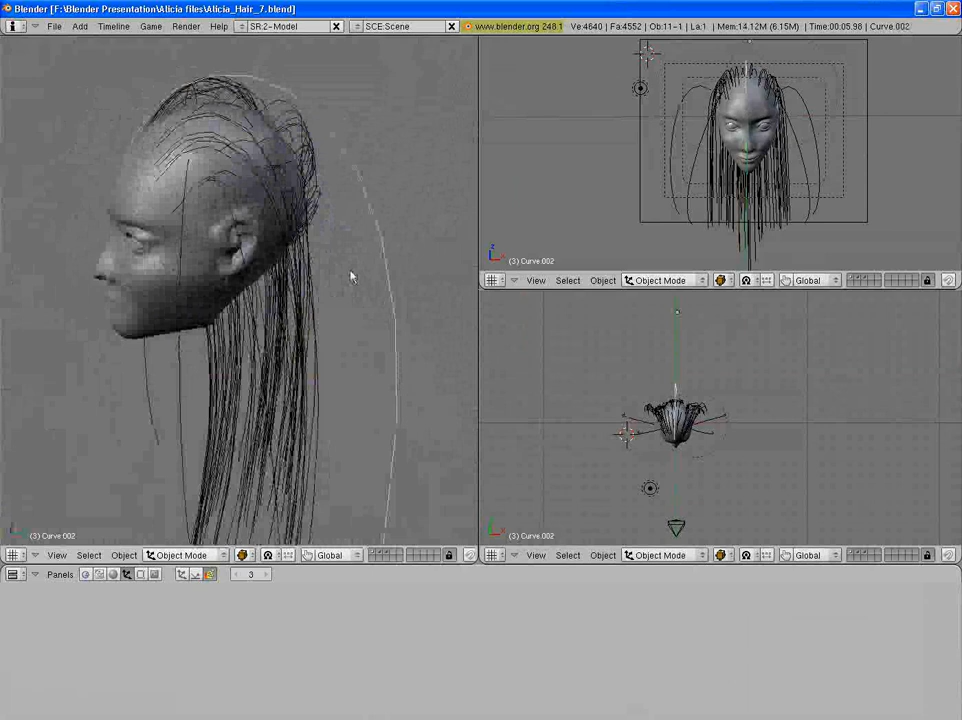 Blender [F:\Blender Presentation\Alicia files\Alicia_Hair_7.blend]
File Add Timeline Game Render Help SR:2-Model SCE:Scene www.blender.org 248.1 Ve:4640 | Fa:4552 | Ob:11-1 | La:1 | Mem:14.12M (6.15M) | Time:00:05.98 | Curve.002
(3) Curve.002
View Select Object Object Mode Global
(3) Curve.002
(3) Curve.002
View Select Object Object Mode Global
View Select Object Object Mode Global
Panels 3